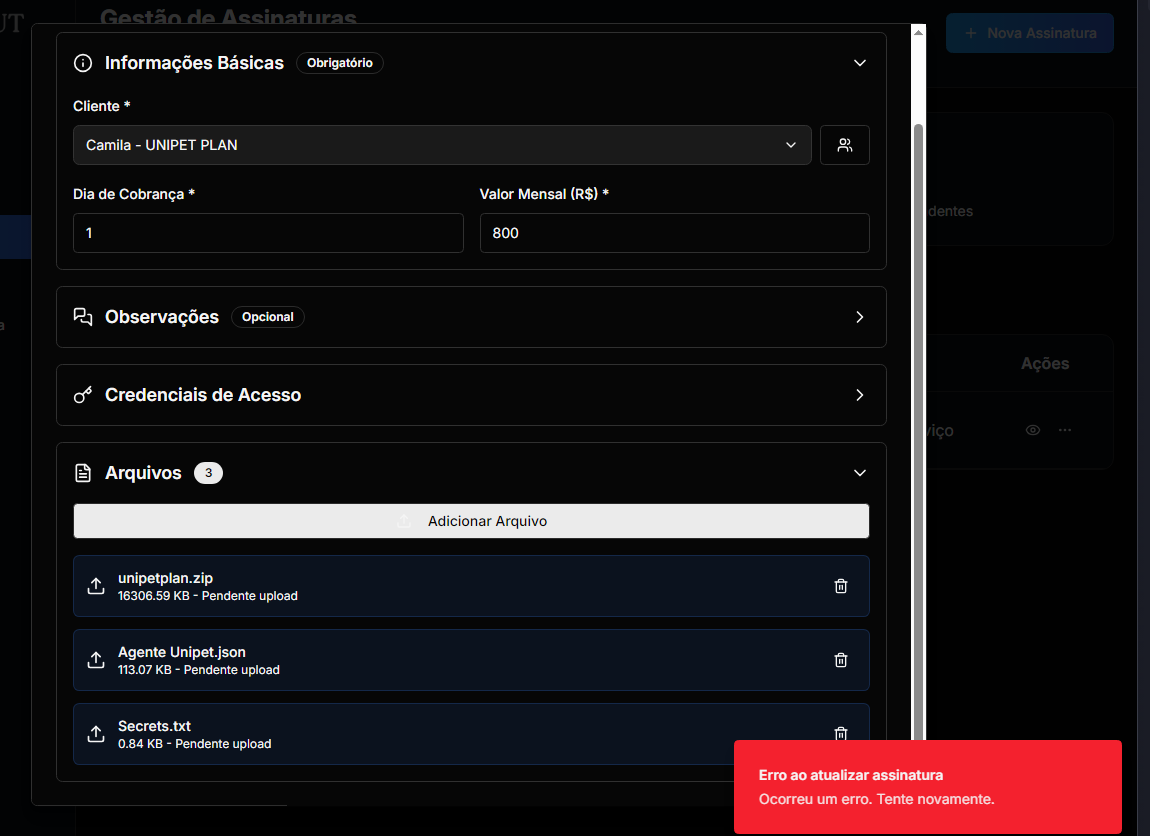 UT
Gestão de Assinaturas
Nova Assinatura
Informações Básicas
Obrigatório
Cliente *
Camila - UNIPET PLAN
Dia de Cobrança *
Valor Mensal (R$) *
1
800
dentes
Observações
Opcional
a
Ações
Credenciais de Acesso
viço
Arquivos
3
Adicionar Arquivo
unipetplan.zip
16306.59 KB - Pendente upload
Agente Unipet.json
113.07 KB - Pendente upload
Secrets.txt
0.84 KB - Pendente upload
Erro ao atualizar assinatura
Ocorreu um erro. Tente novamente.